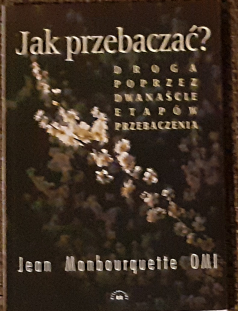 Jak przebaczać?
DROGA
POPRZEZ
DWANAŚCIE
ETAPÓW
PRZEBACZENIA
Jean Monbourquette OMI